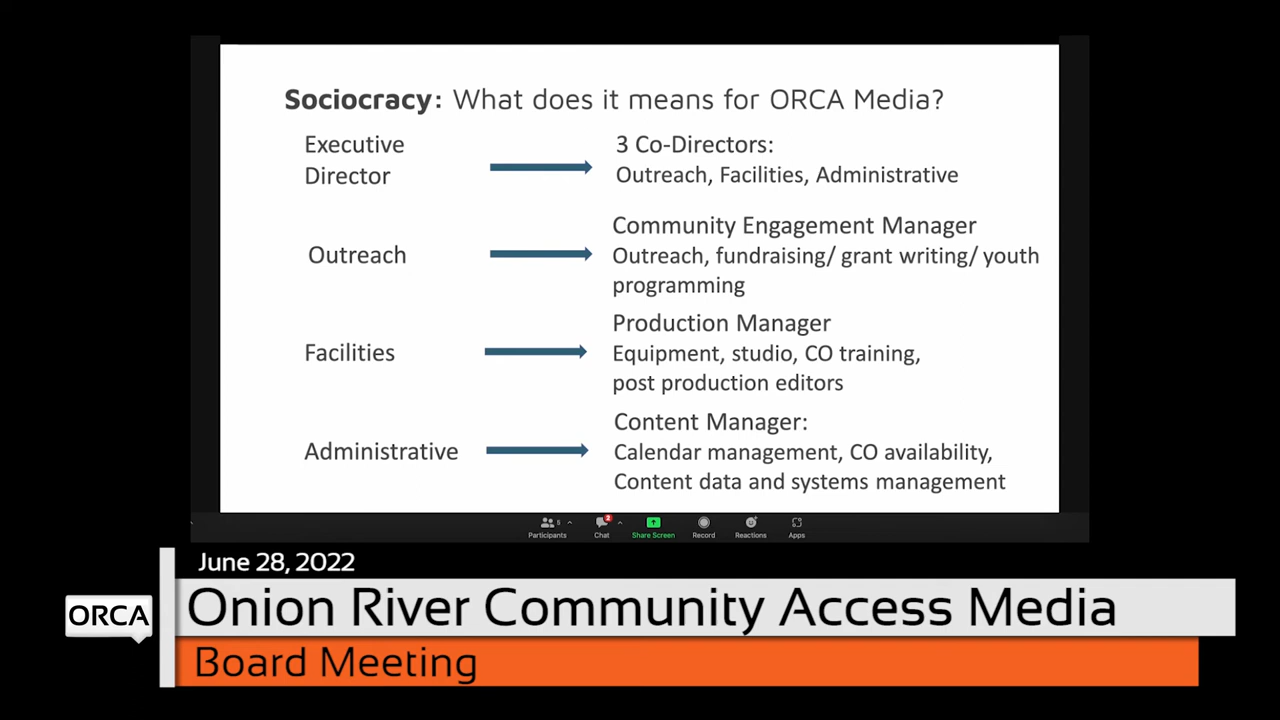 Sociocracy: What does it means for ORCA Media?
Executive
Director
3 Co-Directors:
Outreach, Facilities, Administrative
Outreach
Community Engagement Manager
Outreach, fundraising/ grant writing/ youth
programming
Facilities
Production Manager
Equipment, studio, CO training,
post production editors
Administrative
Content Manager:
Calendar management, CO availability,
Content data and systems management
Participants
5
Chat
Share Screen
Record
Reactions
Apps
June 28, 2022
ORCA
Onion River Community Access Media
Board Meeting